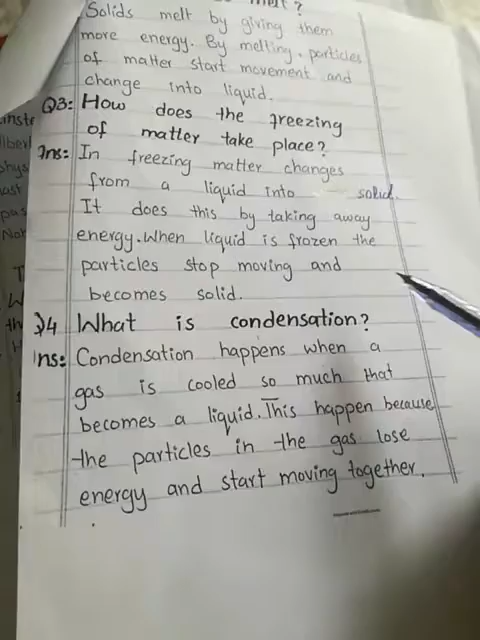 melt?
Solids melt by giving them
more energy. By melting, particles
of matter start movement and
change into liquid.
Q3: How does the freezing
of matter take place?
Ans: In freezing matter changes
from a liquid into solid.
It does this by taking away
energy. When liquid is frozen the
particles stop moving and
becomes solid.
Q4 What is condensation?
Ans: Condensation happens when a
gas is cooled so much that
becomes a liquid. This happen because
the particles in the gas lose
energy and start moving together.